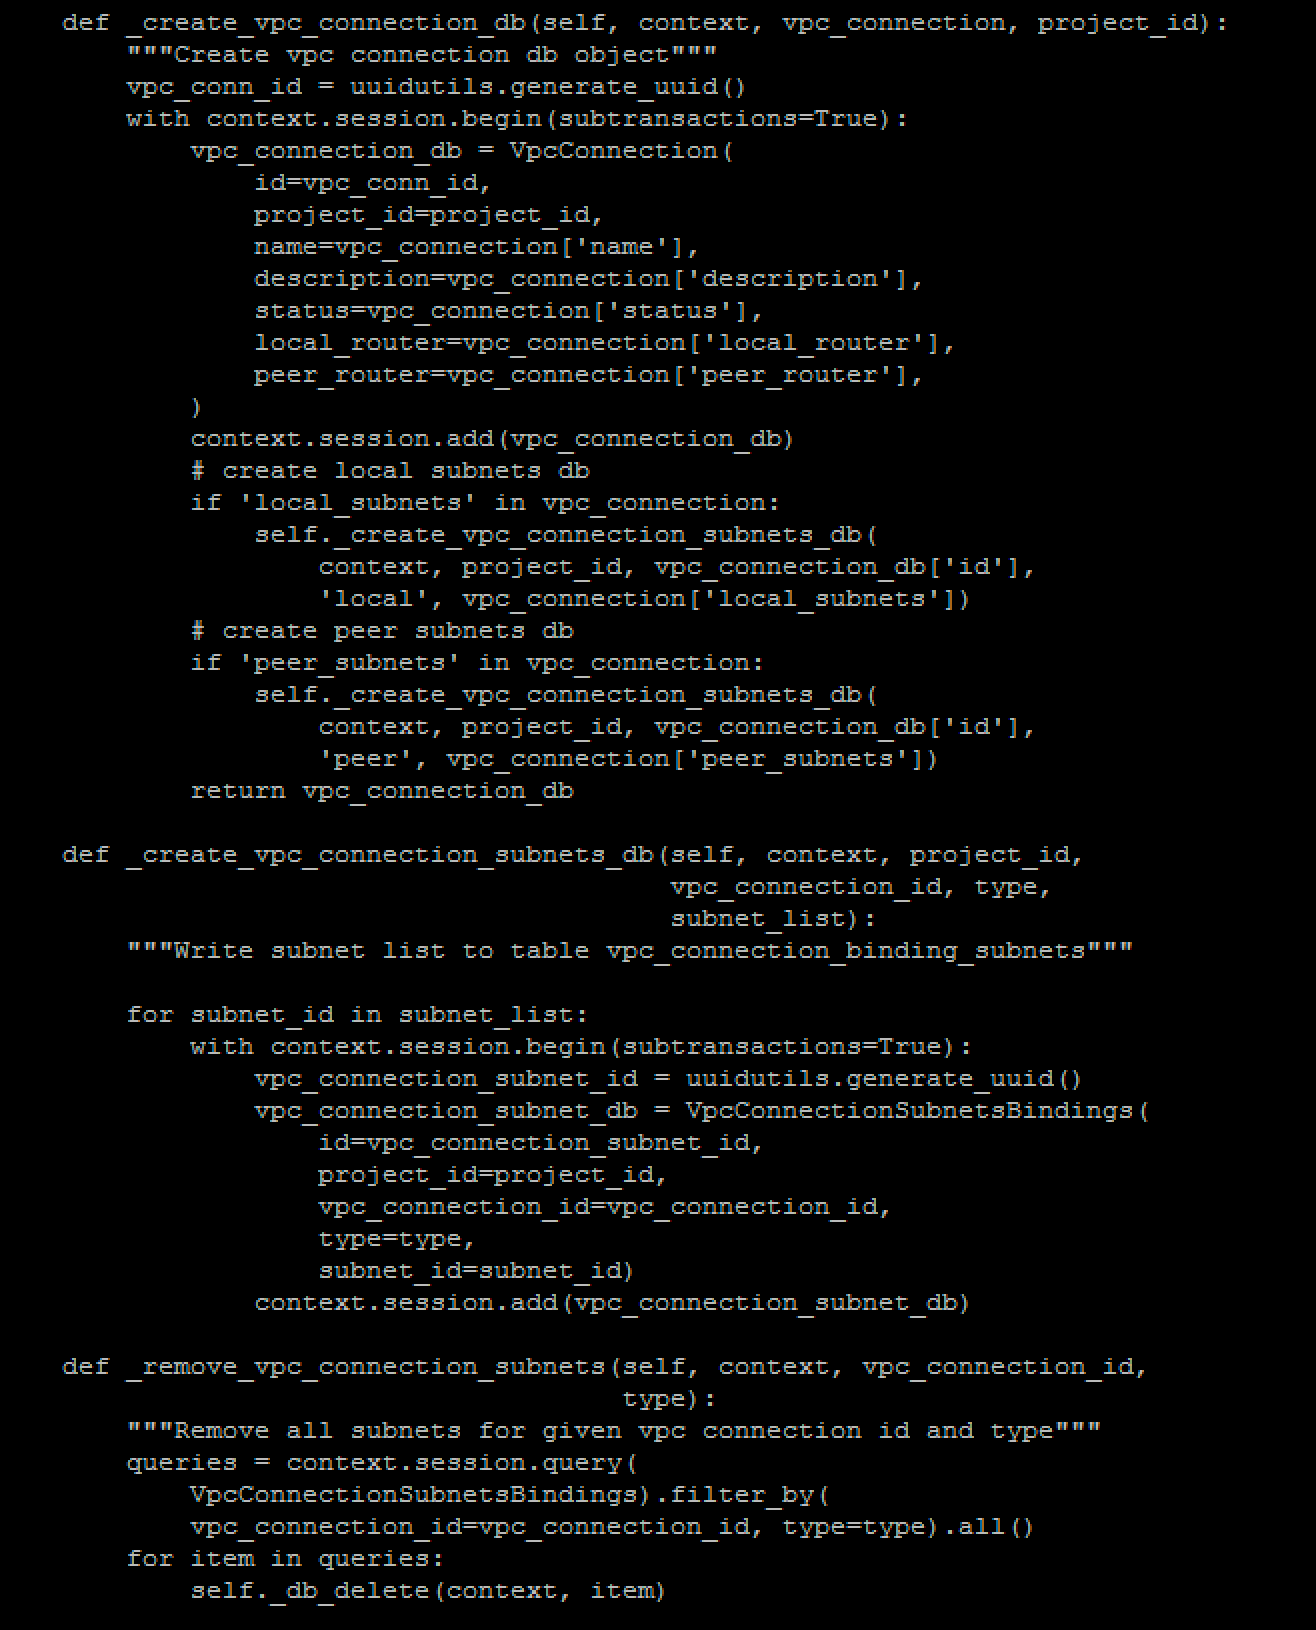 def _create_vpc_connection_db(self, context, vpc_connection, project_id):
    """Create vpc connection db object"""
    vpc_conn_id = uuidutils.generate_uuid()
    with context.session.begin(subtransactions=True):
        vpc_connection_db = VpcConnection(
            id=vpc_conn_id,
            project_id=project_id,
            name=vpc_connection['name'],
            description=vpc_connection['description'],
            status=vpc_connection['status'],
            local_router=vpc_connection['local_router'],
            peer_router=vpc_connection['peer_router'],
        )
        context.session.add(vpc_connection_db)
        # create local subnets db
        if 'local_subnets' in vpc_connection:
            self._create_vpc_connection_subnets_db(
                context, project_id, vpc_connection_db['id'],
                'local', vpc_connection['local_subnets'])
        # create peer subnets db
        if 'peer_subnets' in vpc_connection:
            self._create_vpc_connection_subnets_db(
                context, project_id, vpc_connection_db['id'],
                'peer', vpc_connection['peer_subnets'])
        return vpc_connection_db

def _create_vpc_connection_subnets_db(self, context, project_id,
                                      vpc_connection_id, type,
                                      subnet_list):
    """Write subnet list to table vpc_connection_binding_subnets"""

    for subnet_id in subnet_list:
        with context.session.begin(subtransactions=True):
            vpc_connection_subnet_id = uuidutils.generate_uuid()
            vpc_connection_subnet_db = VpcConnectionSubnetsBindings(
                id=vpc_connection_subnet_id,
                project_id=project_id,
                vpc_connection_id=vpc_connection_id,
                type=type,
                subnet_id=subnet_id)
            context.session.add(vpc_connection_subnet_db)

def _remove_vpc_connection_subnets(self, context, vpc_connection_id,
                                   type):
    """Remove all subnets for given vpc connection id and type"""
    queries = context.session.query(
        VpcConnectionSubnetsBindings).filter_by(
        vpc_connection_id=vpc_connection_id, type=type).all()
    for item in queries:
        self._db_delete(context, item)